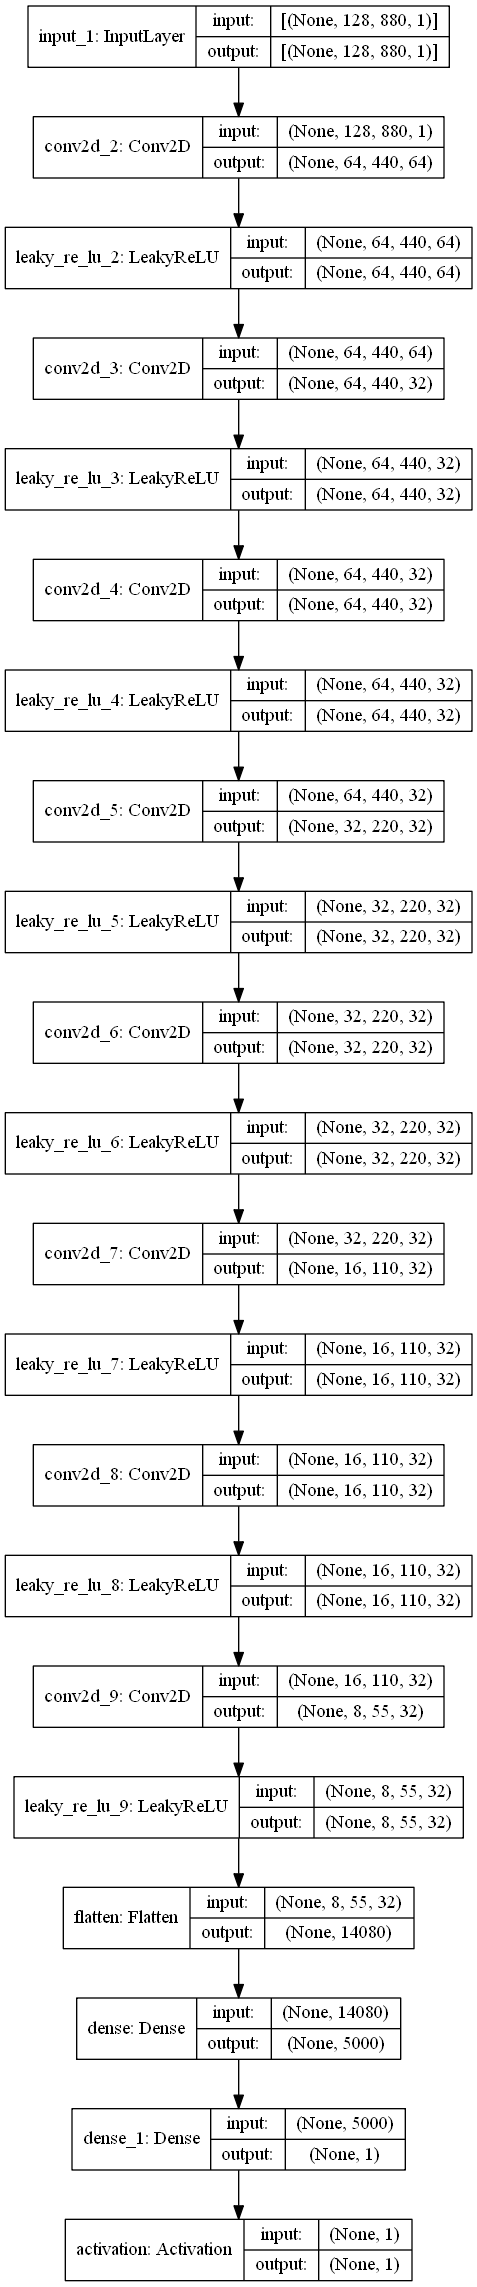 input_1: InputLayer
input: [(None, 128, 880, 1)]
output: [(None, 128, 880, 1)]
conv2d_2: Conv2D
input: (None, 128, 880, 1)
output: (None, 64, 440, 64)
leaky_re_lu_2: LeakyReLU
input: (None, 64, 440, 64)
output: (None, 64, 440, 64)
conv2d_3: Conv2D
input: (None, 64, 440, 64)
output: (None, 64, 440, 32)
leaky_re_lu_3: LeakyReLU
input: (None, 64, 440, 32)
output: (None, 64, 440, 32)
conv2d_4: Conv2D
input: (None, 64, 440, 32)
output: (None, 64, 440, 32)
leaky_re_lu_4: LeakyReLU
input: (None, 64, 440, 32)
output: (None, 64, 440, 32)
conv2d_5: Conv2D
input: (None, 64, 440, 32)
output: (None, 32, 220, 32)
leaky_re_lu_5: LeakyReLU
input: (None, 32, 220, 32)
output: (None, 32, 220, 32)
conv2d_6: Conv2D
input: (None, 32, 220, 32)
output: (None, 32, 220, 32)
leaky_re_lu_6: LeakyReLU
input: (None, 32, 220, 32)
output: (None, 32, 220, 32)
conv2d_7: Conv2D
input: (None, 32, 220, 32)
output: (None, 16, 110, 32)
leaky_re_lu_7: LeakyReLU
input: (None, 16, 110, 32)
output: (None, 16, 110, 32)
conv2d_8: Conv2D
input: (None, 16, 110, 32)
output: (None, 16, 110, 32)
leaky_re_lu_8: LeakyReLU
input: (None, 16, 110, 32)
output: (None, 16, 110, 32)
conv2d_9: Conv2D
input: (None, 16, 110, 32)
output: (None, 8, 55, 32)
leaky_re_lu_9: LeakyReLU
input: (None, 8, 55, 32)
output: (None, 8, 55, 32)
flatten: Flatten
input: (None, 8, 55, 32)
output: (None, 14080)
dense: Dense
input: (None, 14080)
output: (None, 5000)
dense_1: Dense
input: (None, 5000)
output: (None, 1)
activation: Activation
input: (None, 1)
output: (None, 1)